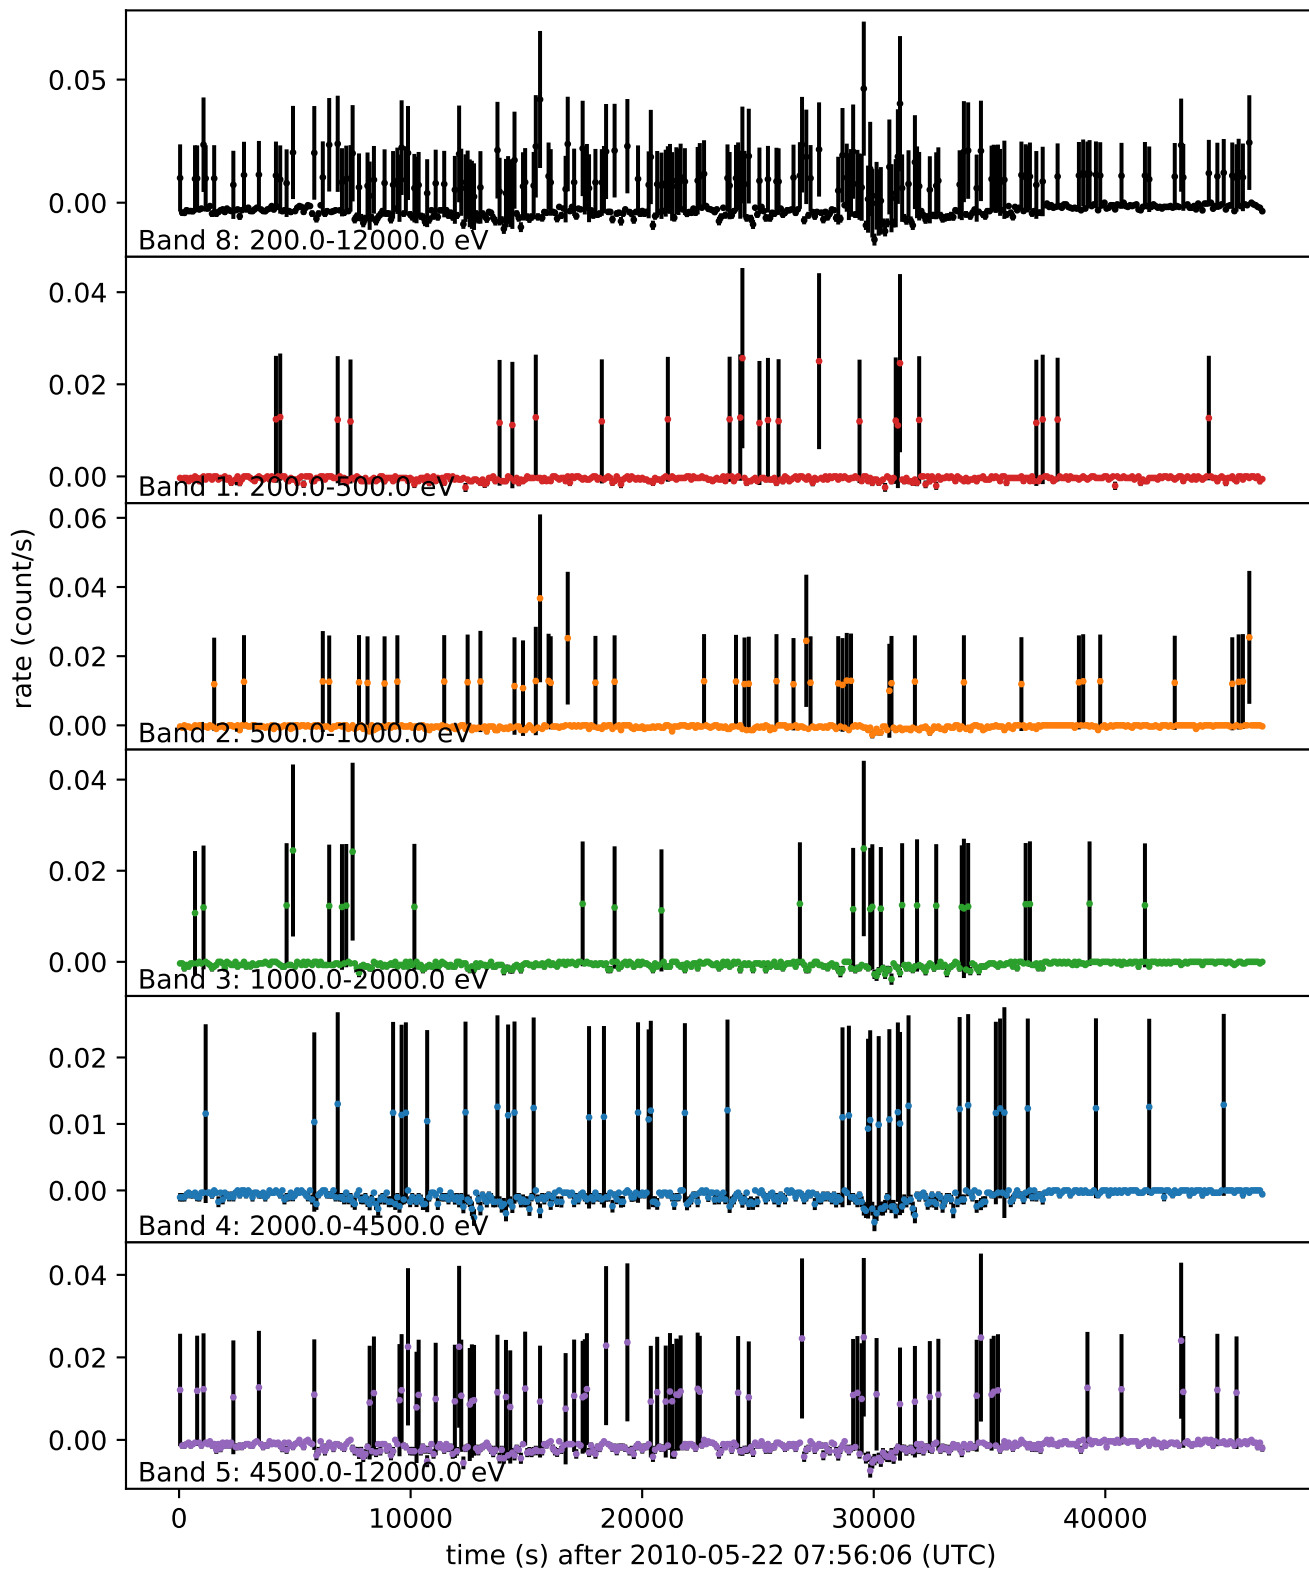 0.05
0.00
Band 8: 200.0-12000.0 eV
0.04
0.02
0.00
Band 1: 200.0-500.0 eV
0.06
0.04
0.02
0.00
Band 2: 500.0-1000.0 eV
rate (count/s)
0.04
0.02
0.00
Band 3: 1000.0-2000.0 eV
0.02
0.01
0.00
Band 4: 2000.0-4500.0 eV
0.04
0.02
0.00
Band 5: 4500.0-12000.0 eV
0 10000 20000 30000 40000
time (s) after 2010-05-22 07:56:06 (UTC)